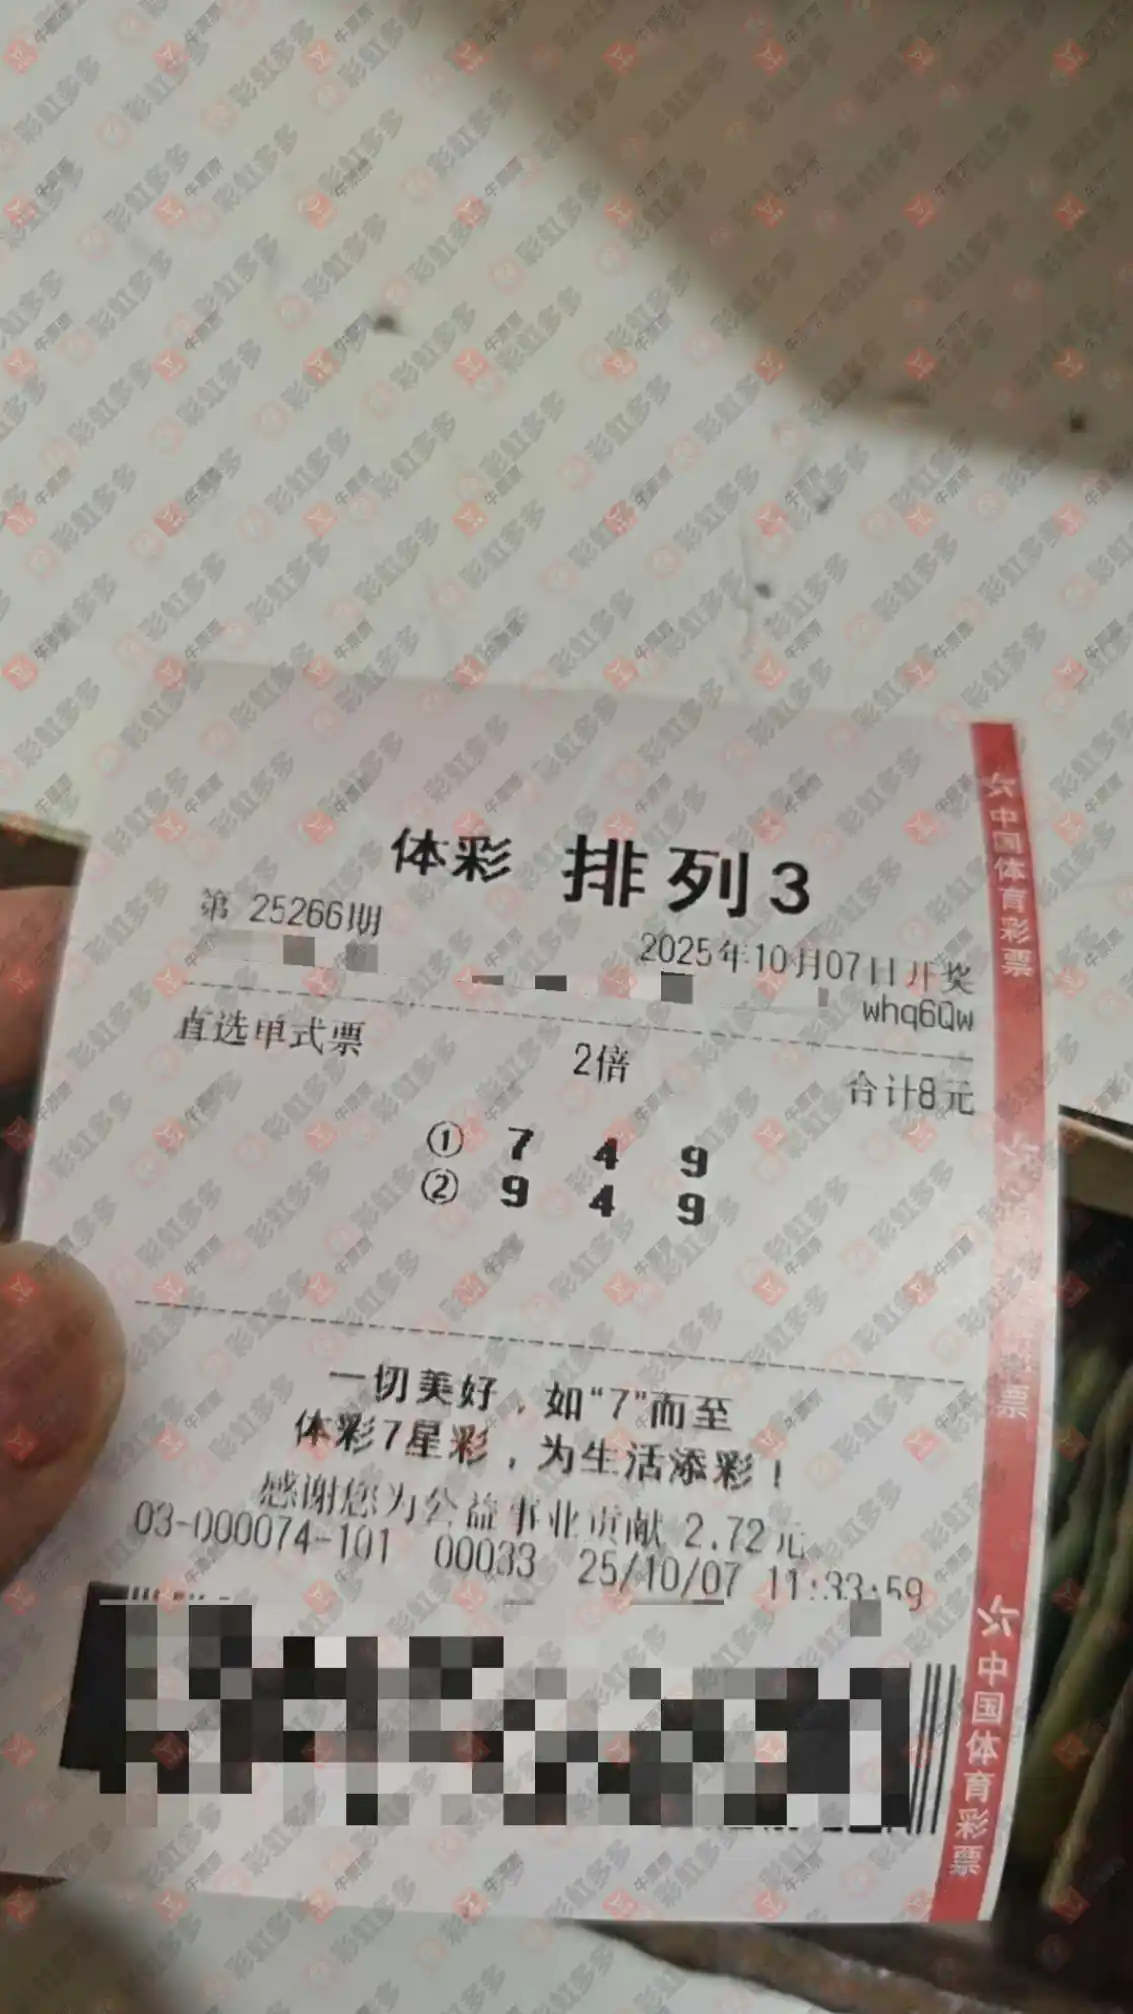 体彩 排列3
第 25266期
2025年10月07日开奖
whq6Qw
直选单式票 2倍 合计8元
① 7 4 9
② 9 4 9
一切美好，如“7”而至
体彩7星彩，为生活添彩！
感谢您为公益事业贡献 2.72元
03-000074-101 00033 25/10/07 11:33:59
中国体育彩票
中国体育彩票
彩虹多多